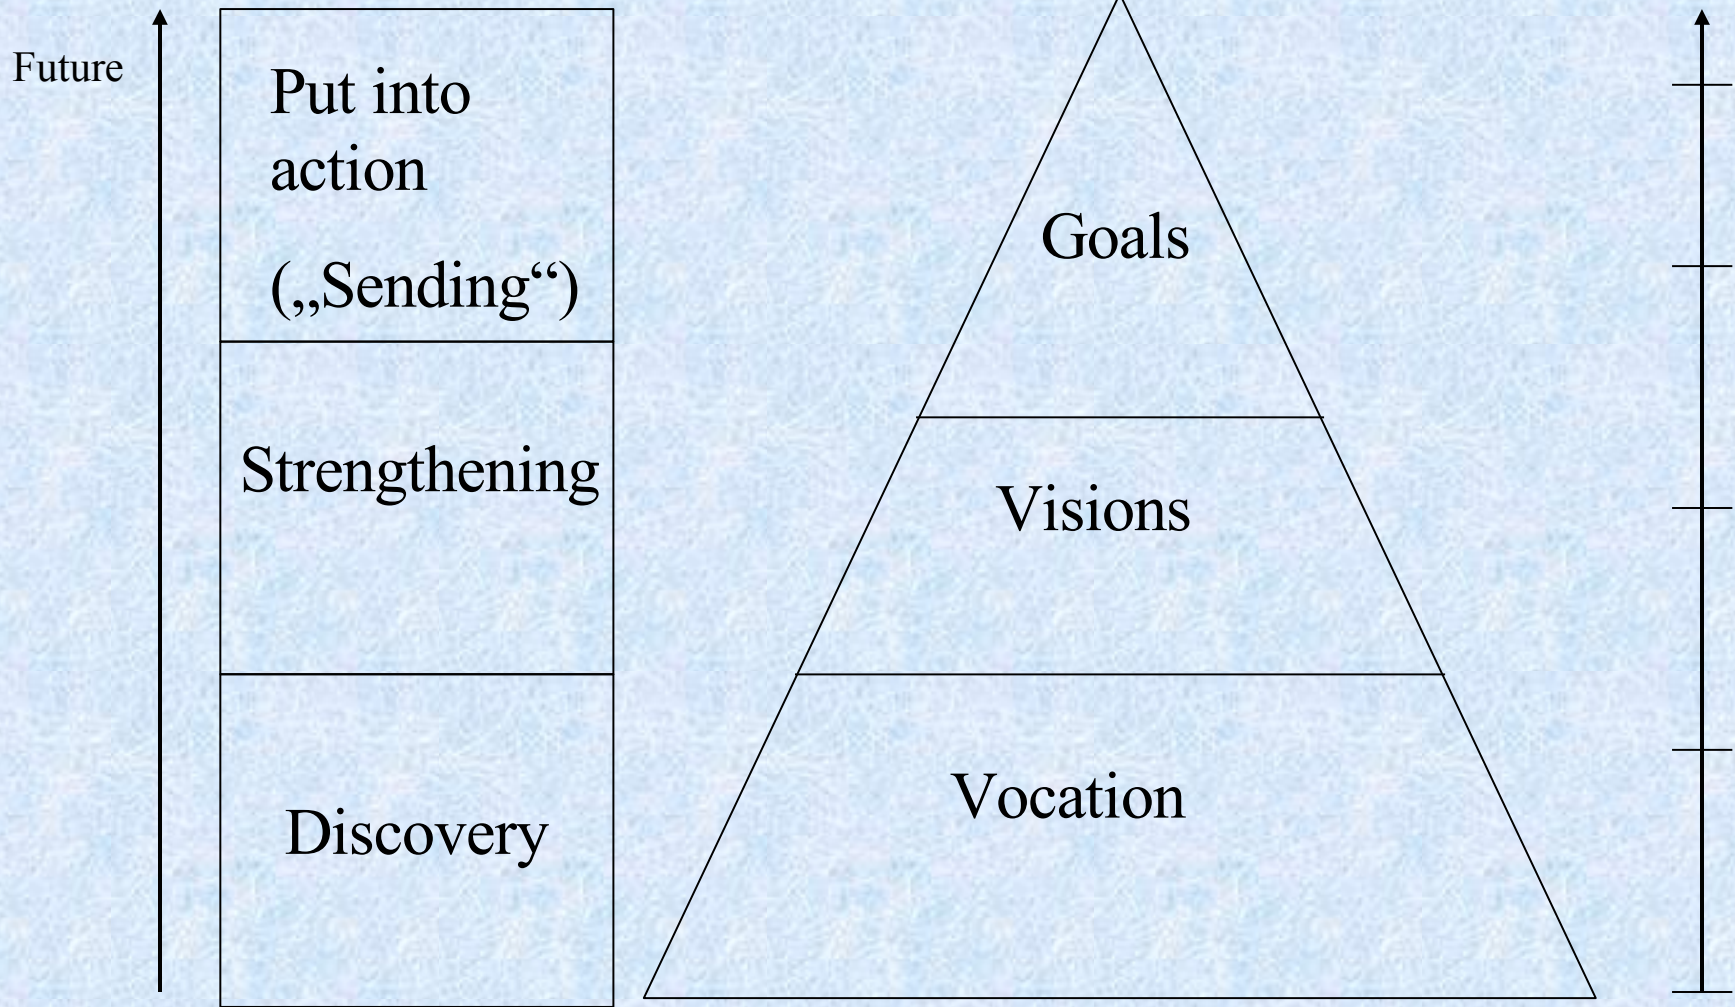 Future
Put into
action
(„Sending“)
Strengthening
Discovery
Goals
Visions
Vocation